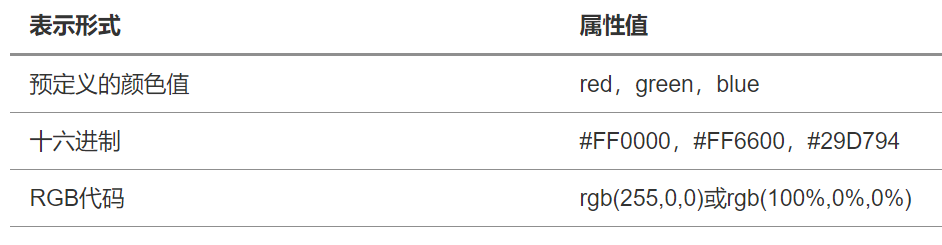 表示形式 属性值
预定义的颜色值 red，green，blue
十六进制 #FF0000，#FF6600，#29D794
RGB代码 rgb(255,0,0)或rgb(100%,0%,0%)